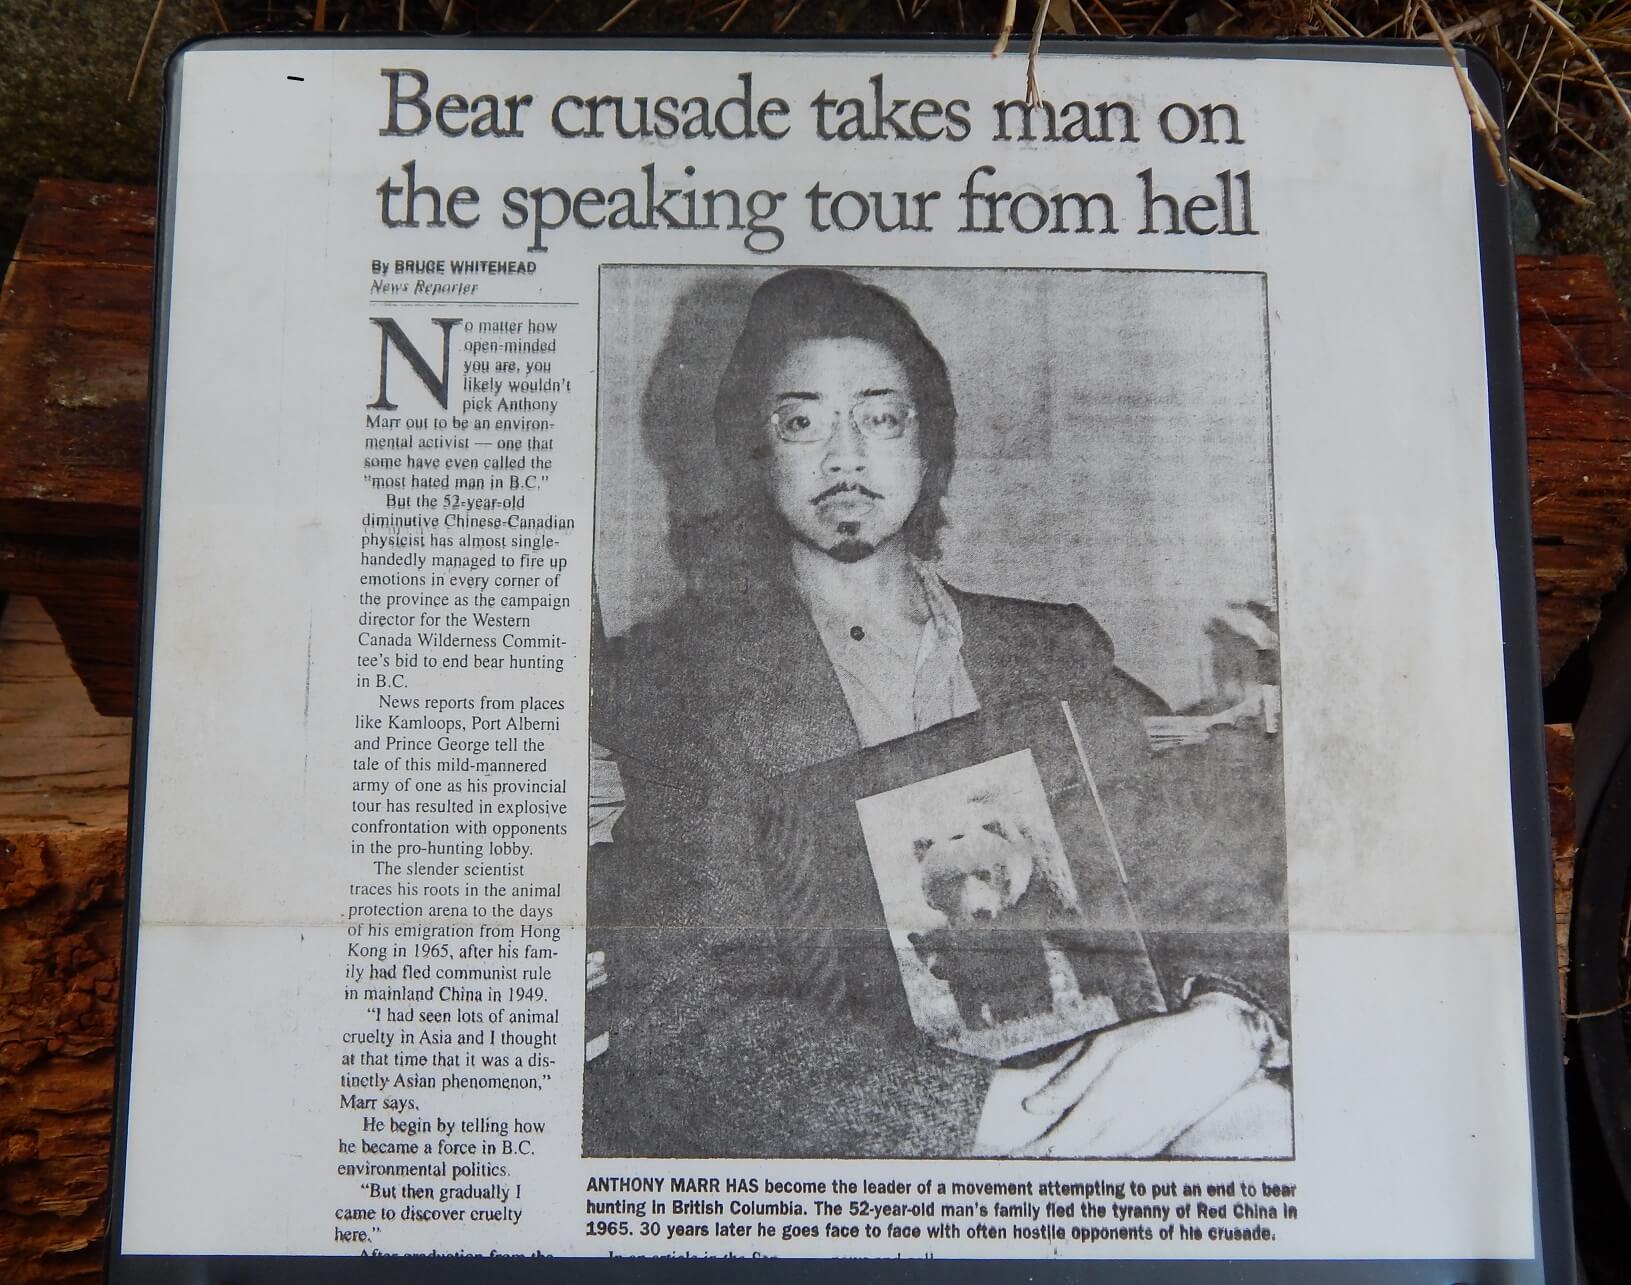 Bear crusade takes man on
the speaking tour from hell
By BRUCE WHITEHEAD
News Reporter
No matter how
open-minded
you are, you
likely wouldn't
pick Anthony
Marr out to be an environ-
mental activist — one that
some have even called the
"most hated man in B.C."
But the 52-year-old
diminutive Chinese-Canadian
physicist has almost single-
handedly managed to fire up
emotions in every corner of
the province as the campaign
director for the Western
Canada Wilderness Commit-
tee's bid to end bear hunting
in B.C.
News reports from places
like Kamloops, Port Alberni
and Prince George tell the
tale of this mild-mannered
army of one as his provincial
tour has resulted in explosive
confrontation with opponents
in the pro-hunting lobby.
The slender scientist
traces his roots in the animal
protection arena to the days
of his emigration from Hong
Kong in 1965, after his fam-
ily had fled communist rule
in mainland China in 1949.
"I had seen lots of animal
cruelty in Asia and I thought
at that time that it was a dis-
tinctly Asian phenomenon,"
Marr says.
He begin by telling how
he became a force in B.C.
environmental politics.
"But then gradually I
came to discover cruelty
here."
After graduation from the
ANTHONY MARR HAS become the leader of a movement attempting to put an end to bear
hunting in British Columbia. The 52-year-old man's family fled the tyranny of Red China in
1965. 30 years later he goes face to face with often hostile opponents of his crusade.
In an article in the